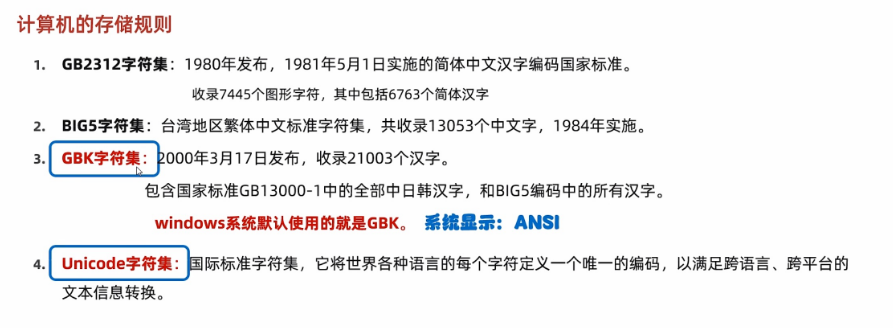 计算机的存储规则
1. GB2312字符集：1980年发布，1981年5月1日实施的简体中文汉字编码国家标准。
收录7445个图形字符，其中包括6763个简体汉字
2. BIG5字符集：台湾地区繁体中文标准字符集，共收录13053个中文字，1984年实施。
3. GBK字符集：2000年3月17日发布，收录21003个汉字。
包含国家标准GB13000-1中的全部中日韩汉字，和BIG5编码中的所有汉字。
windows系统默认使用的就是GBK。 系统显示：ANSI
4. Unicode字符集：国际标准字符集，它将世界各种语言的每个字符定义一个唯一的编码，以满足跨语言、跨平台的
文本信息转换。